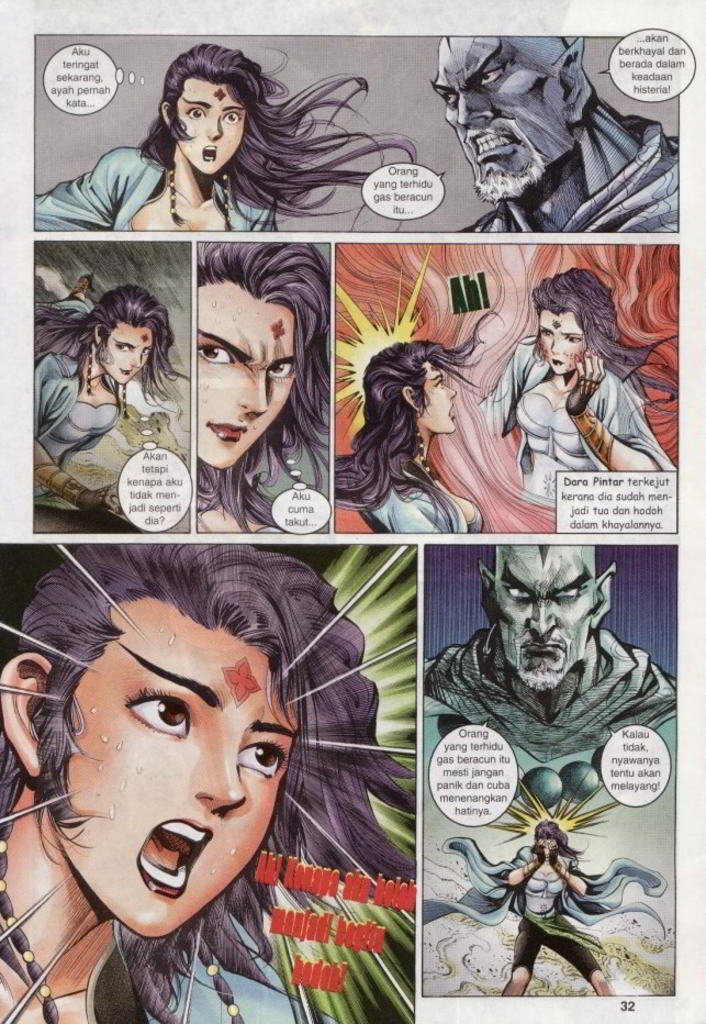 Aku
teringat
sekarang,
ayah pernah
kata...
Orang
yang terhidu
gas beracun
itu...
...akan
berkhayal dan
berada dalam
keadaan
histeria!
Akan
tetapi
kenapa aku
tidak men-
jadi seperti
dia?
Aku
cuma
takut...
Ah!
Dara Pintar terkejut
kerana dia sudah men-
jadi tua dan hodoh
dalam khayalannya.
Ah! Kenapa aku boleh
menjadi begitu
hodoh!
Orang
yang terhidu
gas beracun itu
mesti jangan
panik dan cuba
menenangkan
hatinya.
Kalau
tidak,
nyawanya
tentu akan
melayang!
32